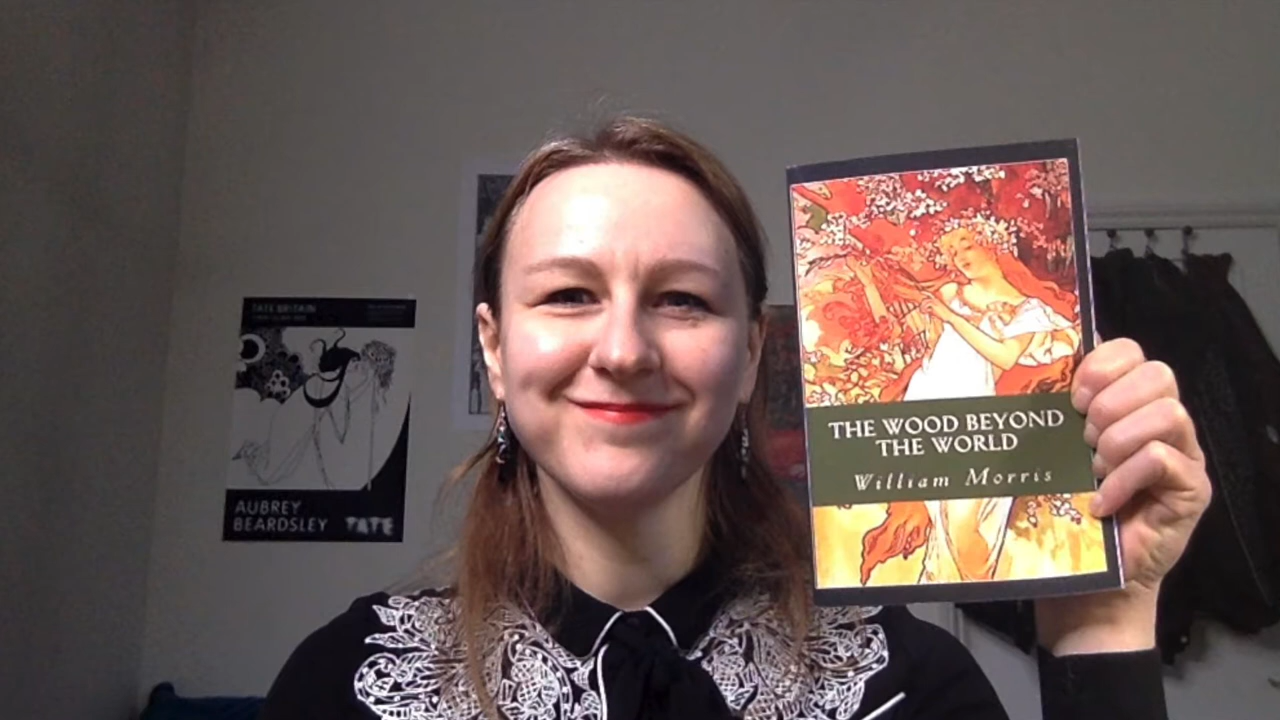 TATE BRITAIN
AUBREY
BEARDSLEY TATE
THE WOOD BEYOND
THE WORLD
William Morris